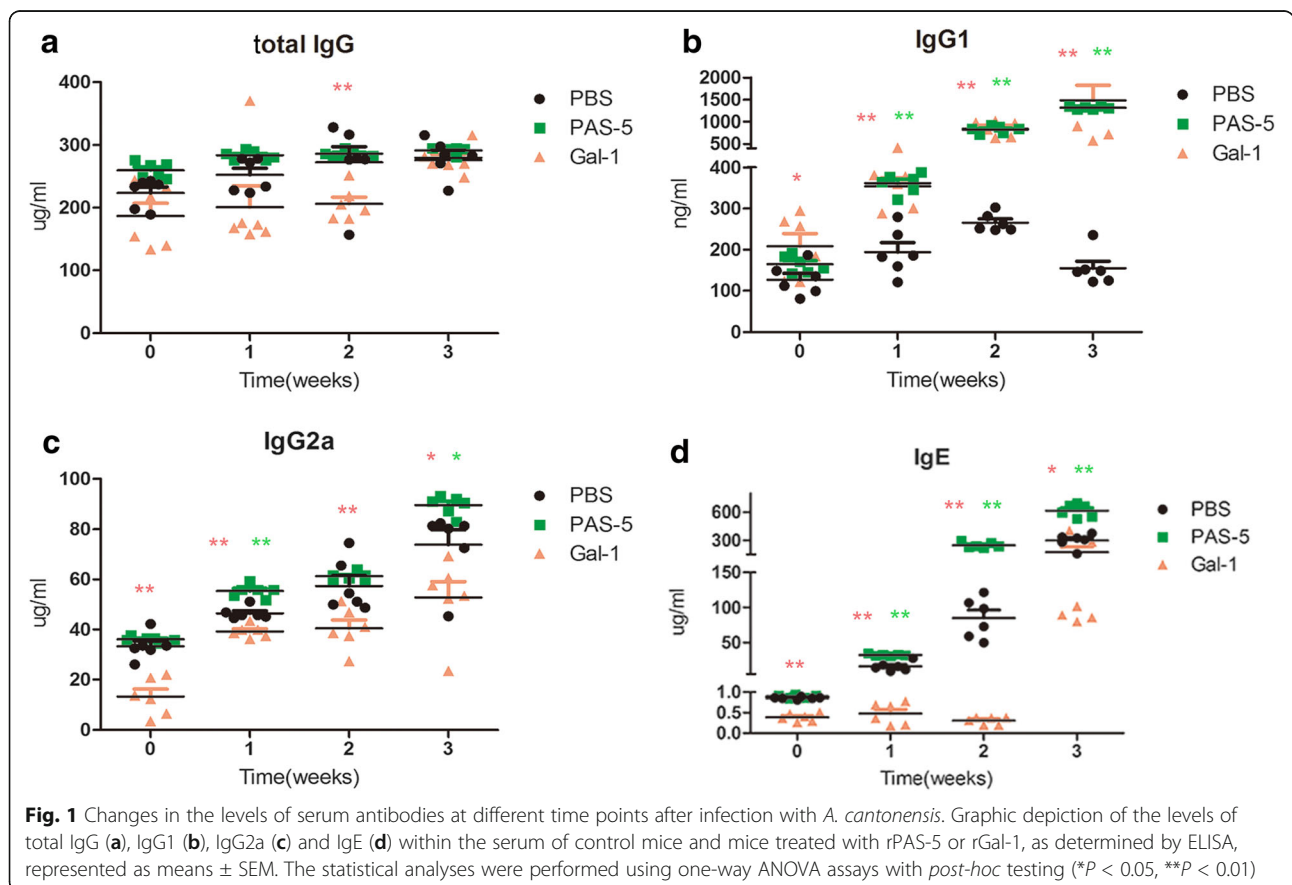 a
total IgG
**
400
300
200
100
0
ug/ml
0 1 2 3
Time(weeks)
PBS
PAS-5
Gal-1
b
IgG1
* ** ** ** ** ** **
2000
1500
1000
500
400
300
200
100
0
ng/ml
0 1 2 3
Time(weeks)
PBS
PAS-5
Gal-1
c
IgG2a
** ** ** ** * *
100
80
60
40
20
0
ug/ml
0 1 2 3
Time(weeks)
PBS
PAS-5
Gal-1
d
IgE
** ** ** ** ** * **
600
300
150
100
50
1.0
0.5
0.0
ug/ml
0 1 2 3
Time(weeks)
PBS
PAS-5
Gal-1
Fig. 1 Changes in the levels of serum antibodies at different time points after infection with A. cantonensis. Graphic depiction of the levels of
total IgG (a), IgG1 (b), IgG2a (c) and IgE (d) within the serum of control mice and mice treated with rPAS-5 or rGal-1, as determined by ELISA,
represented as means ± SEM. The statistical analyses were performed using one-way ANOVA assays with post-hoc testing (*P < 0.05, **P < 0.01)